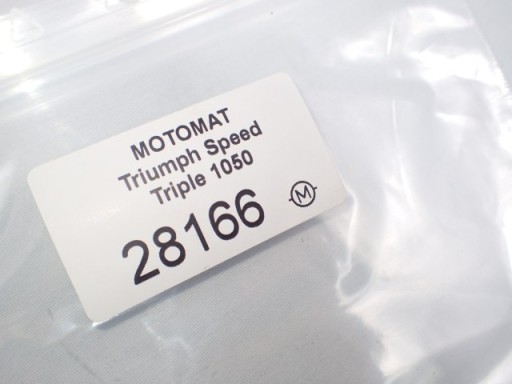 MOTOMAT
Triumph Speed
Triple 1050
28166
M